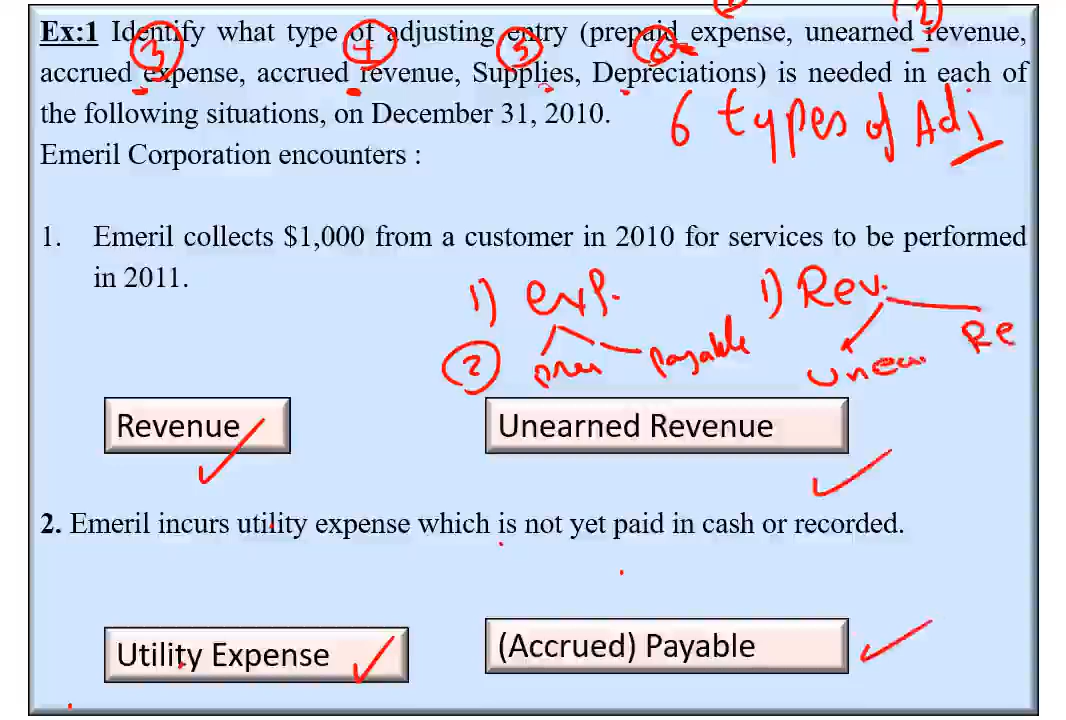 Ex:1 Identify what type of adjusting entry (prepaid expense, unearned revenue,
accrued expense, accrued revenue, Supplies, Depreciations) is needed in each of
the following situations, on December 31, 2010.
6 types of Adj
Emeril Corporation encounters :
1. Emeril collects $1,000 from a customer in 2010 for services to be performed
in 2011.
1) exp. 1) Rev.
2 payable unea Re
Revenue Unearned Revenue
2. Emeril incurs utility expense which is not yet paid in cash or recorded.
Utility Expense (Accrued) Payable